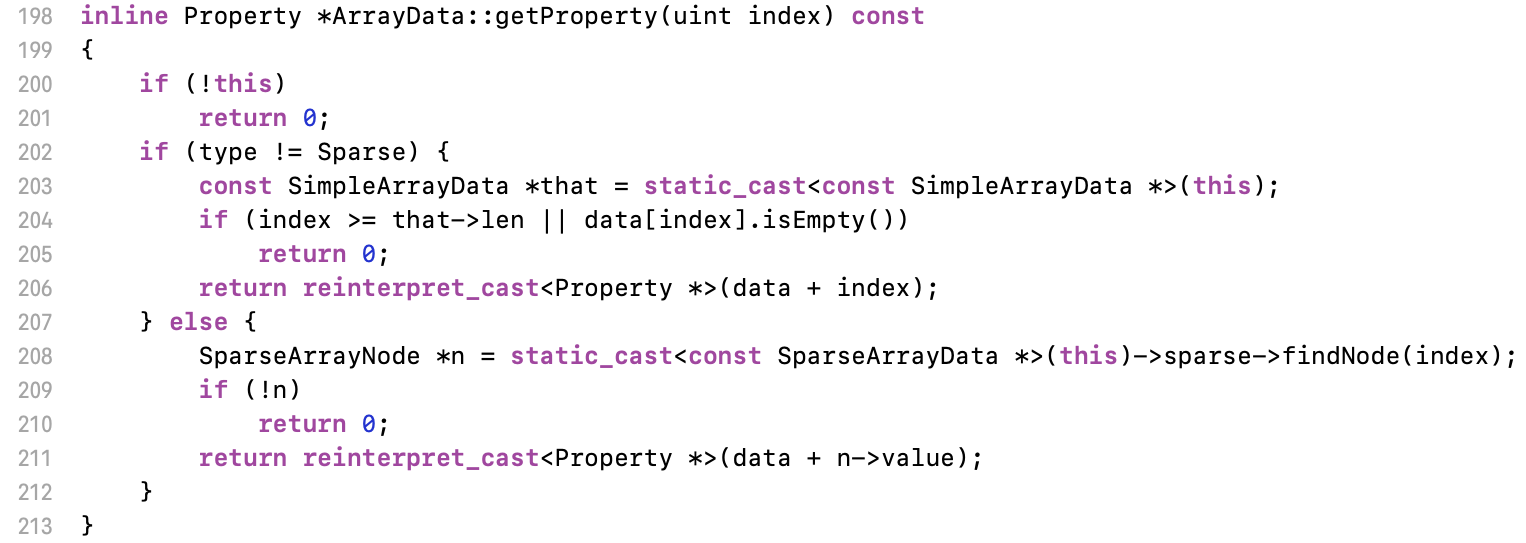 198 inline Property *ArrayData::getProperty(uint index) const
199 {
200     if (!this)
201         return 0;
202     if (type != Sparse) {
203         const SimpleArrayData *that = static_cast<const SimpleArrayData *>(this);
204         if (index >= that->len || data[index].isEmpty())
205             return 0;
206         return reinterpret_cast<Property *>(data + index);
207     } else {
208         SparseArrayNode *n = static_cast<const SparseArrayData *>(this)->sparse->findNode(index);
209         if (!n)
210             return 0;
211         return reinterpret_cast<Property *>(data + n->value);
212     }
213 }